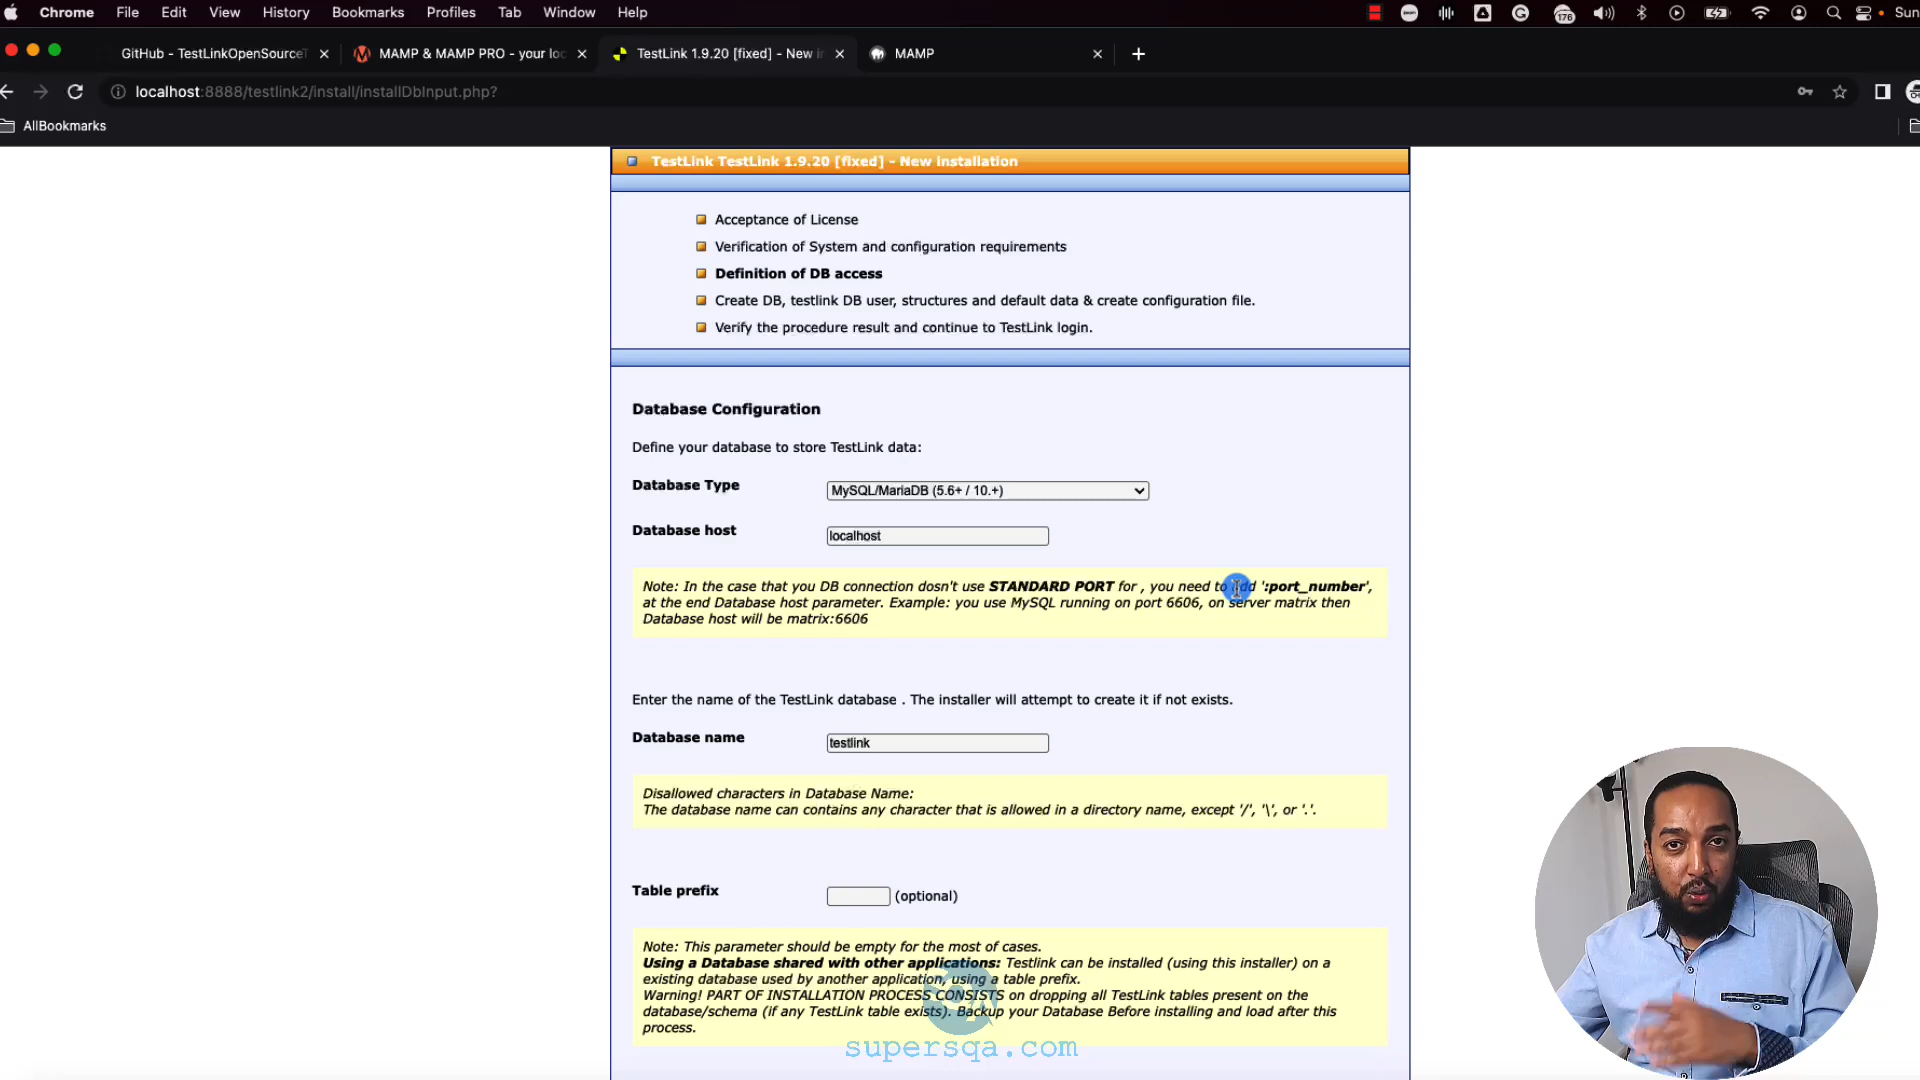 Chrome File Edit View History Bookmarks Profiles Tab Window Help 176 Sun
GitHub - TestLinkOpenSourceT MAMP & MAMP PRO - your loc TestLink 1.9.20 [fixed] - New in MAMP
localhost:8888/testlink2/install/installDbInput.php?
AllBookmarks
TestLink TestLink 1.9.20 [fixed] - New installation
Acceptance of License
Verification of System and configuration requirements
Definition of DB access
Create DB, testlink DB user, structures and default data & create configuration file.
Verify the procedure result and continue to TestLink login.
Database Configuration
Define your database to store TestLink data:
Database Type MySQL/MariaDB (5.6+ / 10.+)
Database host localhost
Note: In the case that you DB connection dosn't use STANDARD PORT for , you need to add ':port_number',
at the end Database host parameter. Example: you use MySQL running on port 6606, on server matrix then
Database host will be matrix:6606
Enter the name of the TestLink database . The installer will attempt to create it if not exists.
Database name testlink
Disallowed characters in Database Name:
The database name can contains any character that is allowed in a directory name, except '/', '\', or '.'.
Table prefix (optional)
Note: This parameter should be empty for the most of cases.
Using a Database shared with other applications: Testlink can be installed (using this installer) on a
existing database used by another application, using a table prefix.
Warning! PART OF INSTALLATION PROCESS CONSISTS on dropping all TestLink tables present on the
database/schema (if any TestLink table exists). Backup your Database Before installing and load after this
process.
supersqa.com